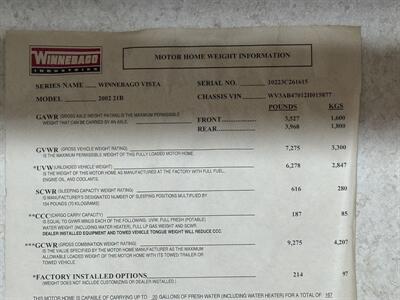 WINNEBAGO
INDUSTRIES
MOTOR HOME WEIGHT INFORMATION
SERIES NAME WINNEBAGO VISTA SERIAL NO. 10223C261615
MODEL 2002 21B CHASSIS VIN WV3AB47012H015877
POUNDS KGS
GAWR (GROSS AXLE WEIGHT RATING) IS THE MAXIMUM PERMISSIBLE
WEIGHT THAT CAN BE CARRIED BY AN AXLE. FRONT 3,527 1,600
REAR 3,968 1,800
GVWR (GROSS VEHICLE WEIGHT RATING) 7,275 3,300
IS THE MAXIMUM PERMISSIBLE WEIGHT OF THIS FULLY LOADED MOTOR HOME.
*UVW (UNLOADED VEHICLE WEIGHT) 6,278 2,847
IS THE WEIGHT OF THIS MOTOR HOME AS MANUFACTURED AT THE FACTORY WITH FULL FUEL,
ENGINE OIL, AND COOLANTS.
SCWR (SLEEPING CAPACITY WEIGHT RATING) 616 280
IS MANUFACTURER'S DESIGNATED NUMBER OF SLEEPING POSITIONS MULTIPLIED BY
154 POUNDS (70 KILOGRAMS)
**CCC (CARGO CARRY CAPACITY) 187 85
IS EQUAL TO GVWR MINUS EACH OF THE FOLLOWING: UVW, FULL FRESH (POTABLE)
WATER WEIGHT (INCLUDING WATER HEATER), FULL LP GAS WEIGHT AND SCWR.
DEALER INSTALLED EQUIPMENT AND TOWED VEHICLE TONGUE WEIGHT WILL REDUCE CCC.
***GCWR (GROSS COMBINATION WEIGHT RATING) 9,275 4,207
IS THE VALUE SPECIFIED BY THE MOTOR HOME MANUFACTURER AS THE MAXIMUM
ALLOWABLE LOADED WEIGHT OF THIS MOTOR HOME WITH ITS TOWED TRAILER OR
TOWED VEHICLE.
*FACTORY INSTALLED OPTIONS 214 97
(WEIGHT DOES NOT INCLUDE CUSTOMIZING OR DEALER INSTALLED.)
THIS MOTOR HOME IS CAPABLE OF CARRYING UP TO 20 GALLONS OF FRESH WATER (INCLUDING WATER HEATER) FOR A TOTAL OF 167